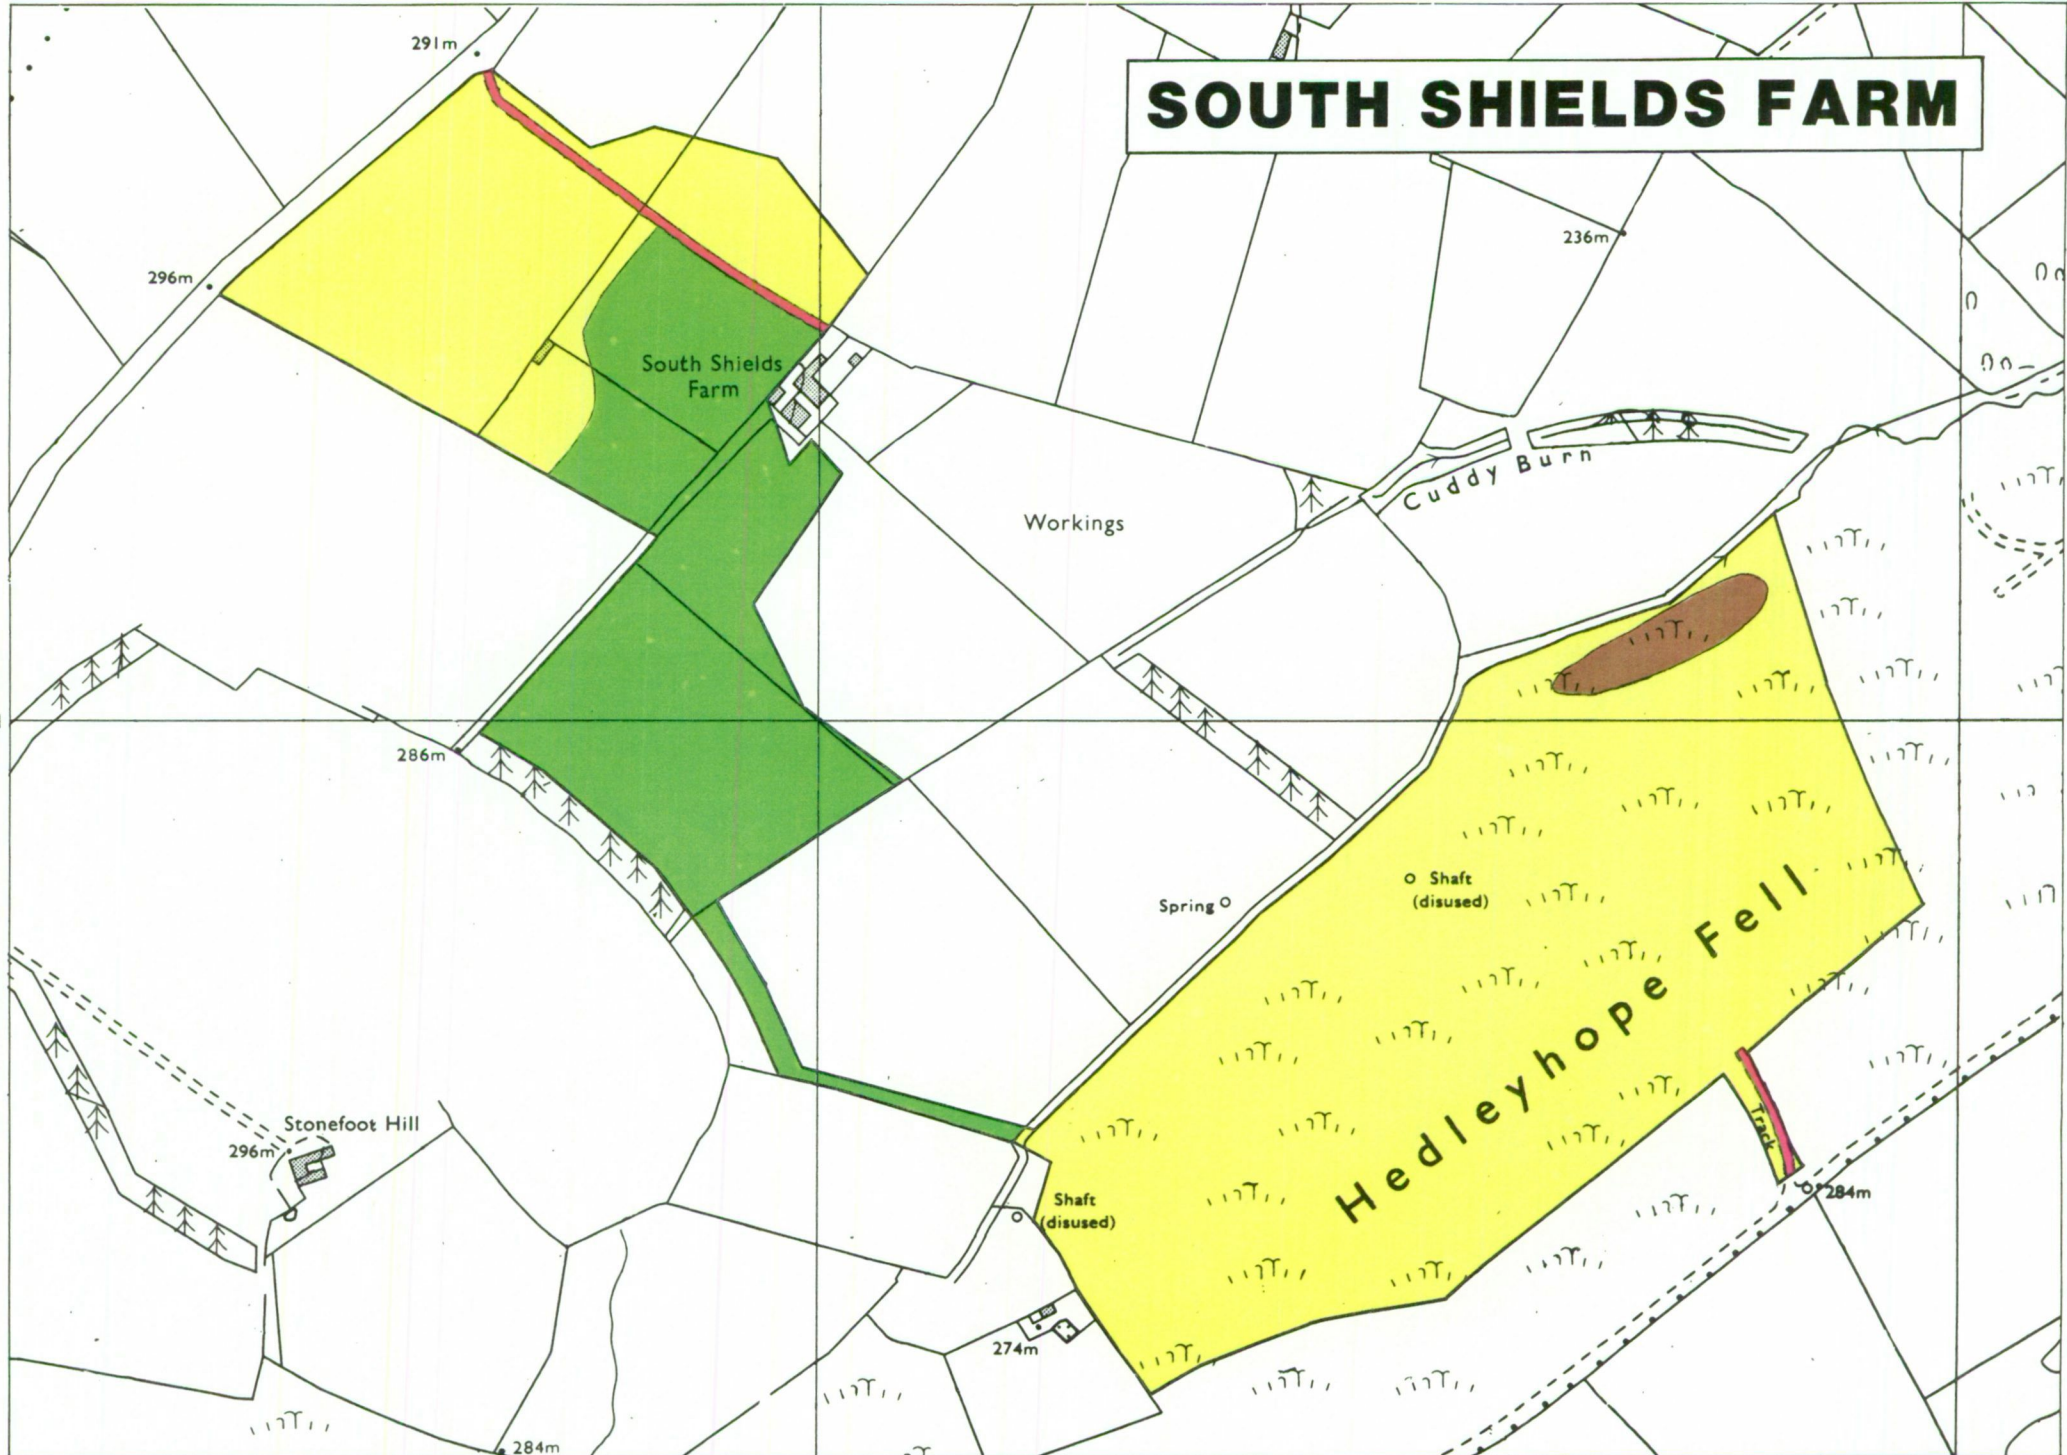 291m
SOUTH SHIELDS FARM
236m
296m
South Shields
Farm
Cuddy Burn
Workings
286m
Shaft
(disused)
Spring
Hedleyhope Fell
Track
Stonefoot Hill
296m
284m
Shaft
(disused)
274m
284m